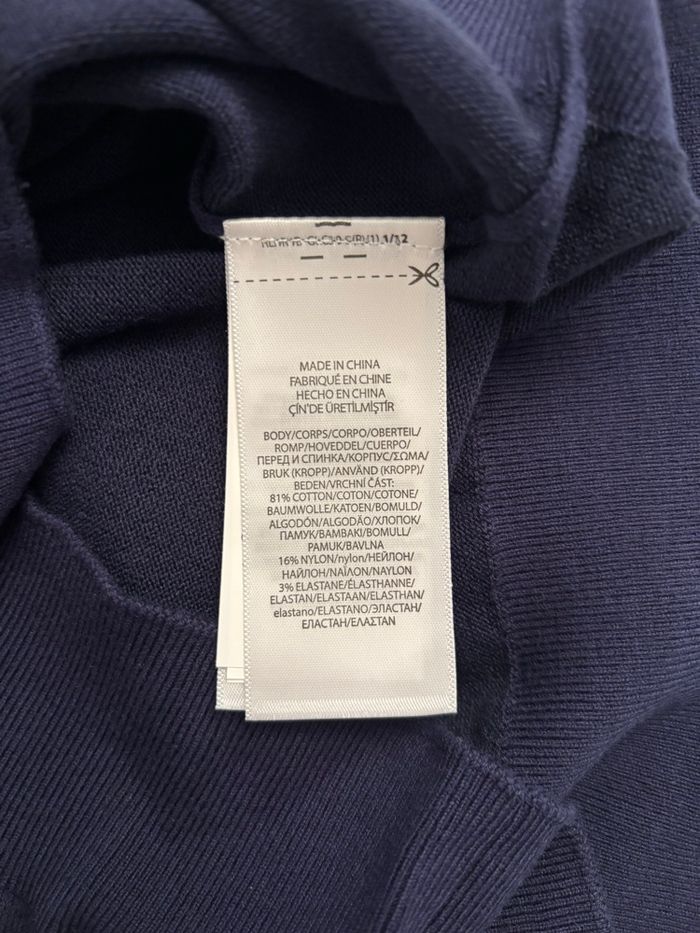 1/12
MADE IN CHINA
FABRIQUÉ EN CHINE
HECHO EN CHINA
ÇİN'DE ÜRETİLMİŞTİR
BODY/CORPS/CORPO/OBERTEIL/
ROMP/HOVEDDEL/CUERPO/
ПЕРЕД И СПИНКА/КОРПУС/ΣΩΜΑ/
BRUK (KROPP)/ANVÄND (KROPP)/
BEDEN/VRCHNÍ ČÁST:
81% COTTON/COTON/COTONE/
BAUMWOLLE/KATOEN/BOMULD/
ALGODÓN/ALGODÃO/ХЛОПОК/
ПАМУК/ΒΑΜΒΑΚΙ/BOMULL/
PAMUK/BAVLNA
16% NYLON/nylon/НЕЙЛОН/
НАЙЛОН/ΝΑΪΛΟΝ/NAYLON
3% ELASTANE/ÉLASTHANNE/
ELASTAN/ELASTAAN/ELASTHAN/
elastano/ELASTANO/ЭЛАСТАН/
ЕЛАСТАН/ΕΛΑΣΤΑΝ